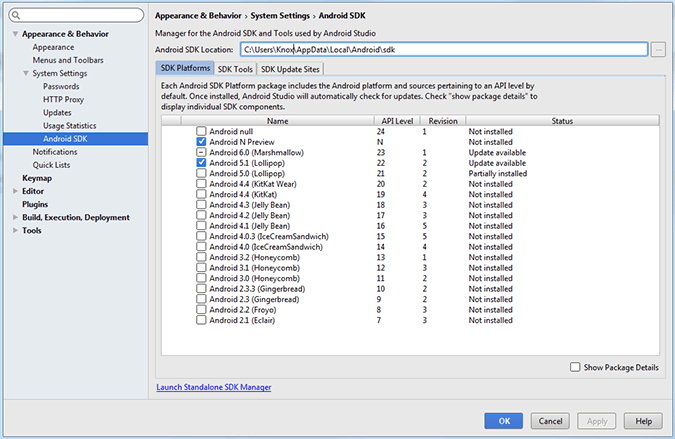 Appearance & Behavior
Appearance
Menus and Toolbars
System Settings
Passwords
HTTP Proxy
Updates
Usage Statistics
Android SDK
Notifications
Quick Lists
Keymap
Editor
Plugins
Build, Execution, Deployment
Tools
Appearance & Behavior › System Settings › Android SDK
Manager for the Android SDK and Tools used by Android Studio
Android SDK Location: C:\Users\Knox\AppData\Local\Android\sdk ...
SDK Platforms SDK Tools SDK Update Sites
Each Android SDK Platform package includes the Android platform and sources pertaining to an API level by
default. Once installed, Android Studio will automatically check for updates. Check "show package details" to
display individual SDK components.
Name API Level Revision Status
Android null 24 1 Not installed
Android N Preview N 1 Not installed
Android 6.0 (Marshmallow) 23 1 Update available
Android 5.1 (Lollipop) 22 2 Update available
Android 5.0 (Lollipop) 21 2 Partially installed
Android 4.4 (KitKat Wear) 20 2 Not installed
Android 4.4 (KitKat) 19 4 Not installed
Android 4.3 (Jelly Bean) 18 3 Not installed
Android 4.2 (Jelly Bean) 17 3 Not installed
Android 4.1 (Jelly Bean) 16 5 Not installed
Android 4.0.3 (IceCreamSandwich) 15 5 Not installed
Android 4.0 (IceCreamSandwich) 14 4 Not installed
Android 3.2 (Honeycomb) 13 1 Not installed
Android 3.1 (Honeycomb) 12 3 Not installed
Android 3.0 (Honeycomb) 11 2 Not installed
Android 2.3.3 (Gingerbread) 10 2 Not installed
Android 2.3 (Gingerbread) 9 2 Not installed
Android 2.2 (Froyo) 8 3 Not installed
Android 2.1 (Eclair) 7 3 Not installed
Show Package Details
Launch Standalone SDK Manager
OK Cancel Apply Help